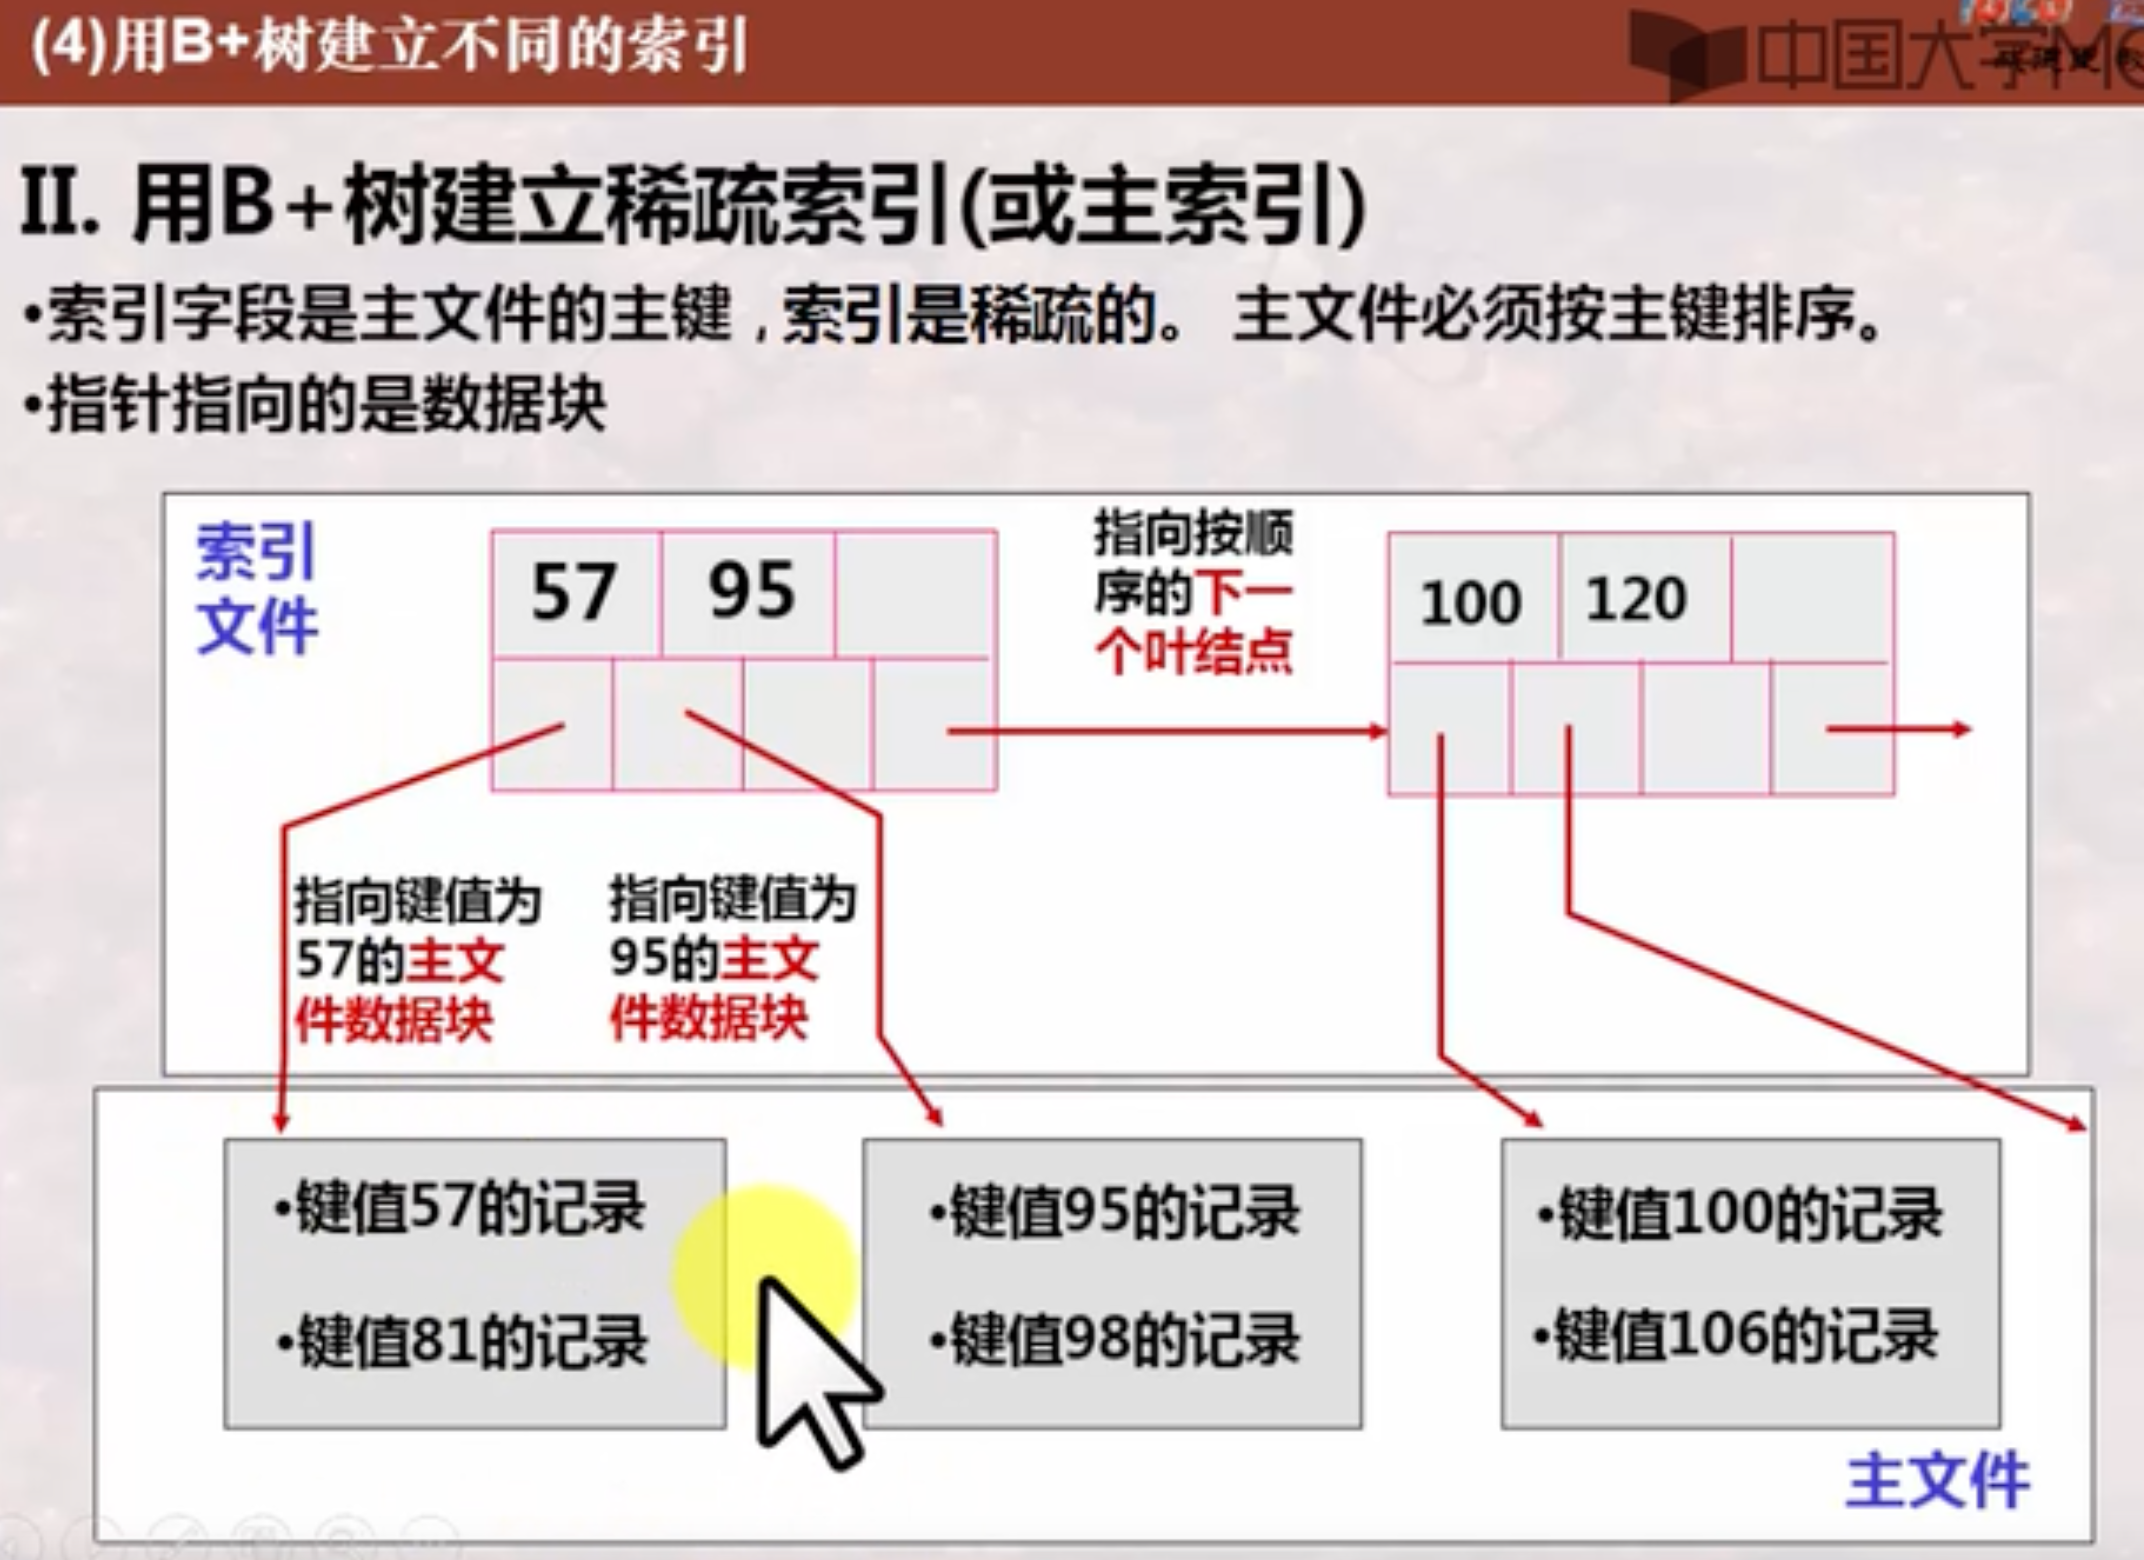 (4)用B+树建立不同的索引
中国大学MO
II. 用B+树建立稀疏索引(或主索引)
•索引字段是主文件的主键，索引是稀疏的。 主文件必须按主键排序。
•指针指向的是数据块
索引
文件
57 95
指向按顺
序的下一
个叶结点
100 120
指向键值为
57的主文
件数据块
指向键值为
95的主文
件数据块
•键值57的记录
•键值81的记录
•键值95的记录
•键值98的记录
•键值100的记录
•键值106的记录
主文件